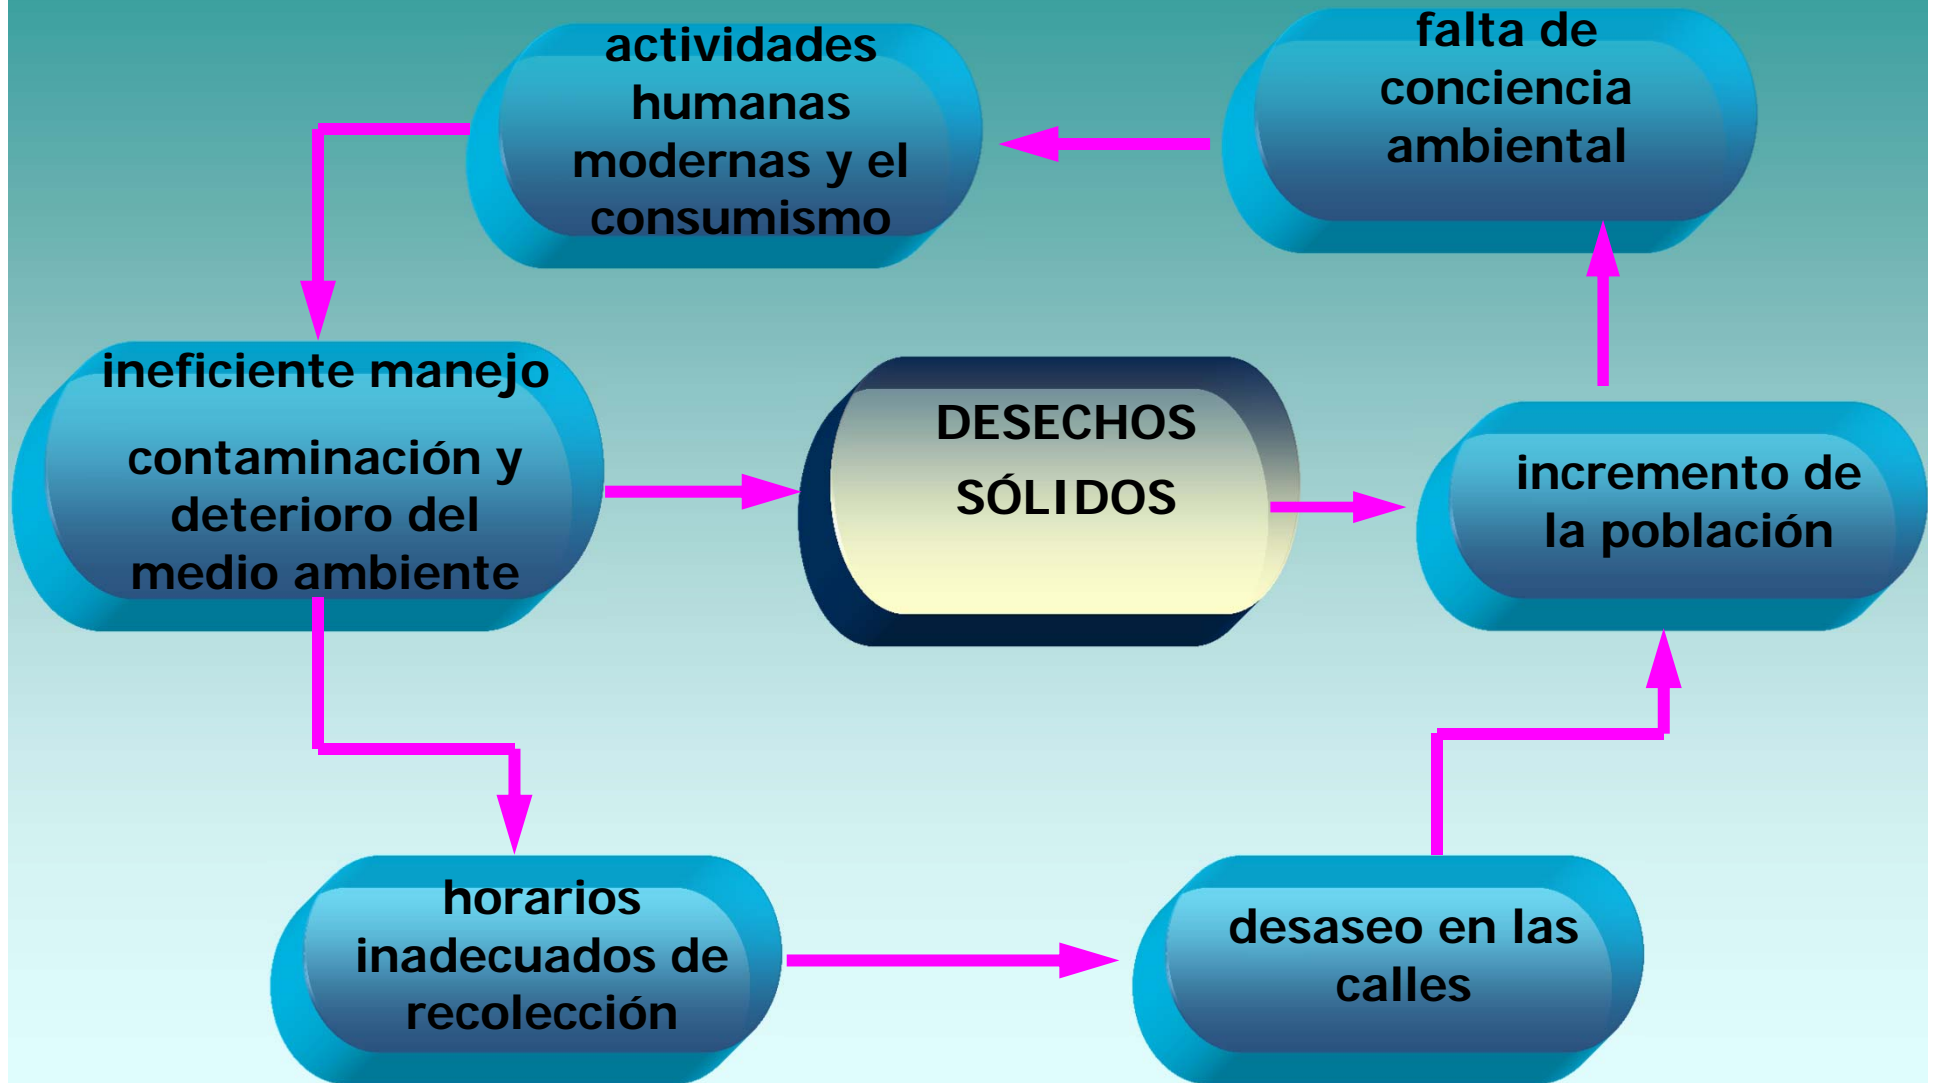 actividades
humanas
modernas y el
consumismo
falta de
conciencia
ambiental
ineficiente manejo
contaminación y
deterioro del
medio ambiente
DESECHOS
SÓLIDOS
incremento de
la población
horarios
inadecuados de
recolección
desaseo en las
calles